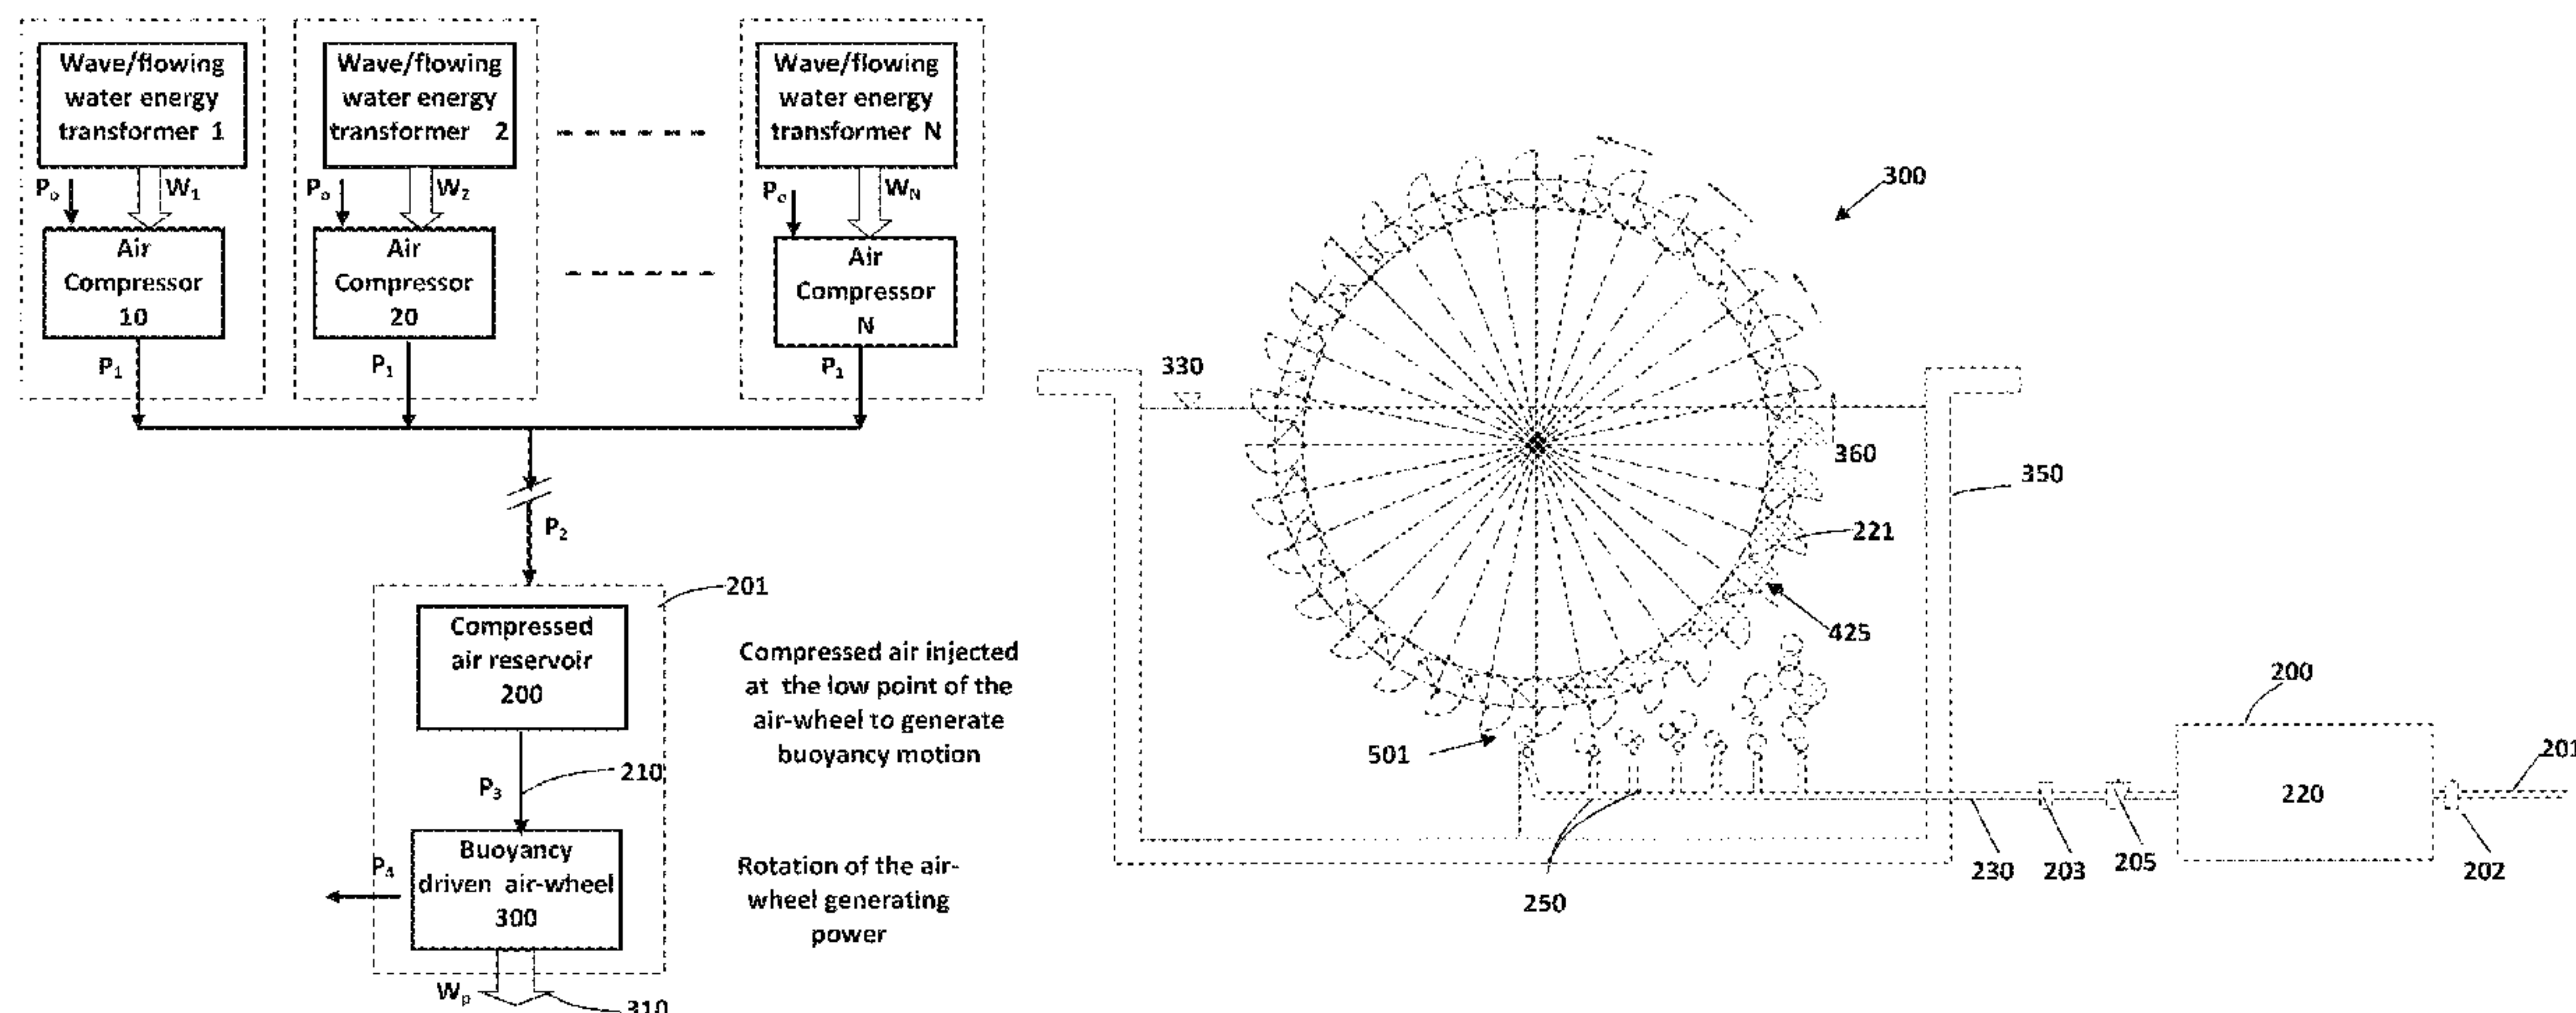 Wave/flowing
water energy
transformer 1
Wave/flowing
water energy
transformer 2
Wave/flowing
water energy
transformer N
Po
W1
Po
W2
Po
WN
Air
Compressor
10
Air
Compressor
20
Air
Compressor
N
P1
P1
P1
P2
201
Compressed
air reservoir
200
Compressed air injected
at the low point of the
air-wheel to generate
buoyancy motion
P3
210
Buoyancy
driven air-wheel
300
P4
Rotation of the air-
wheel generating
power
Wp
310
300
330
360
350
221
425
501
250
200
220
201
230
203
205
202